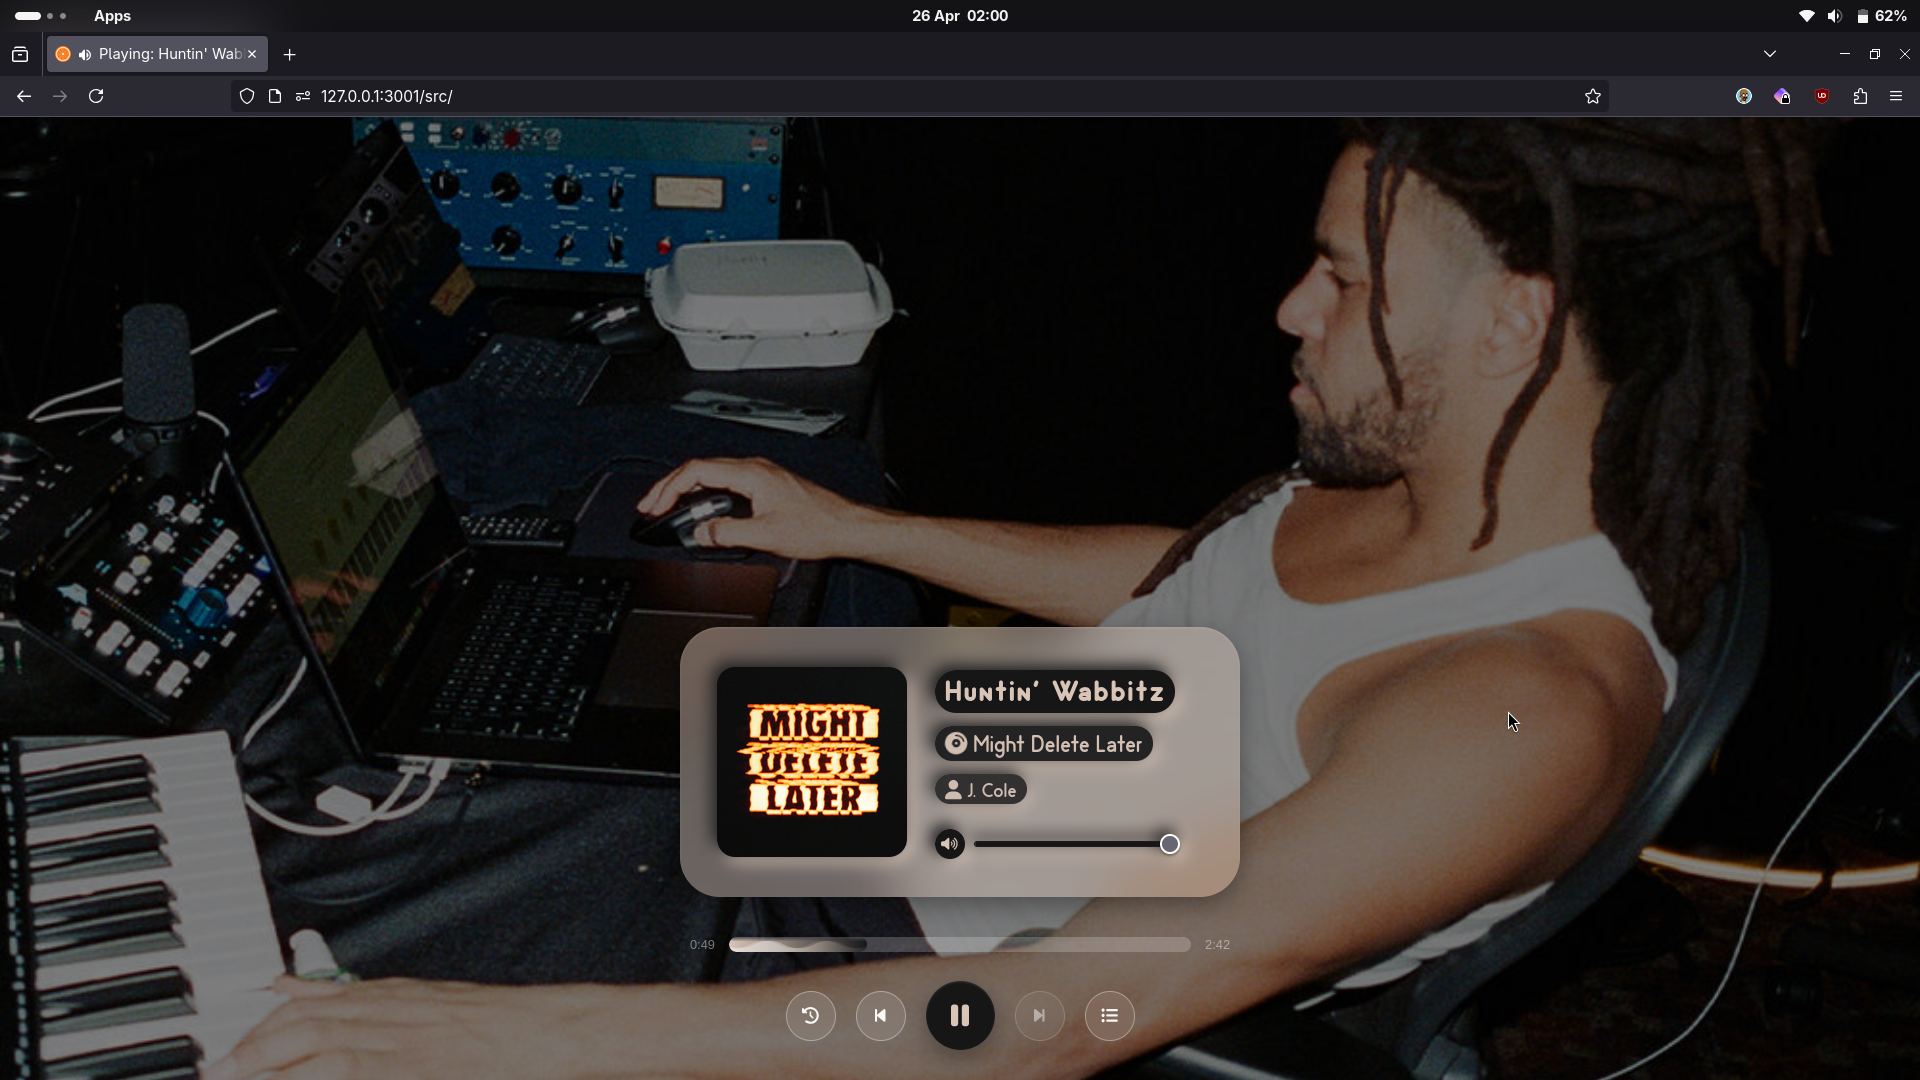 Apps
26 Apr 02:00
62%
Playing: Huntin' Wab
127.0.0.1:3001/src/
MIGHT
DELETE
LATER
Huntin' Wabbitz
Might Delete Later
J. Cole
0:49
2:42